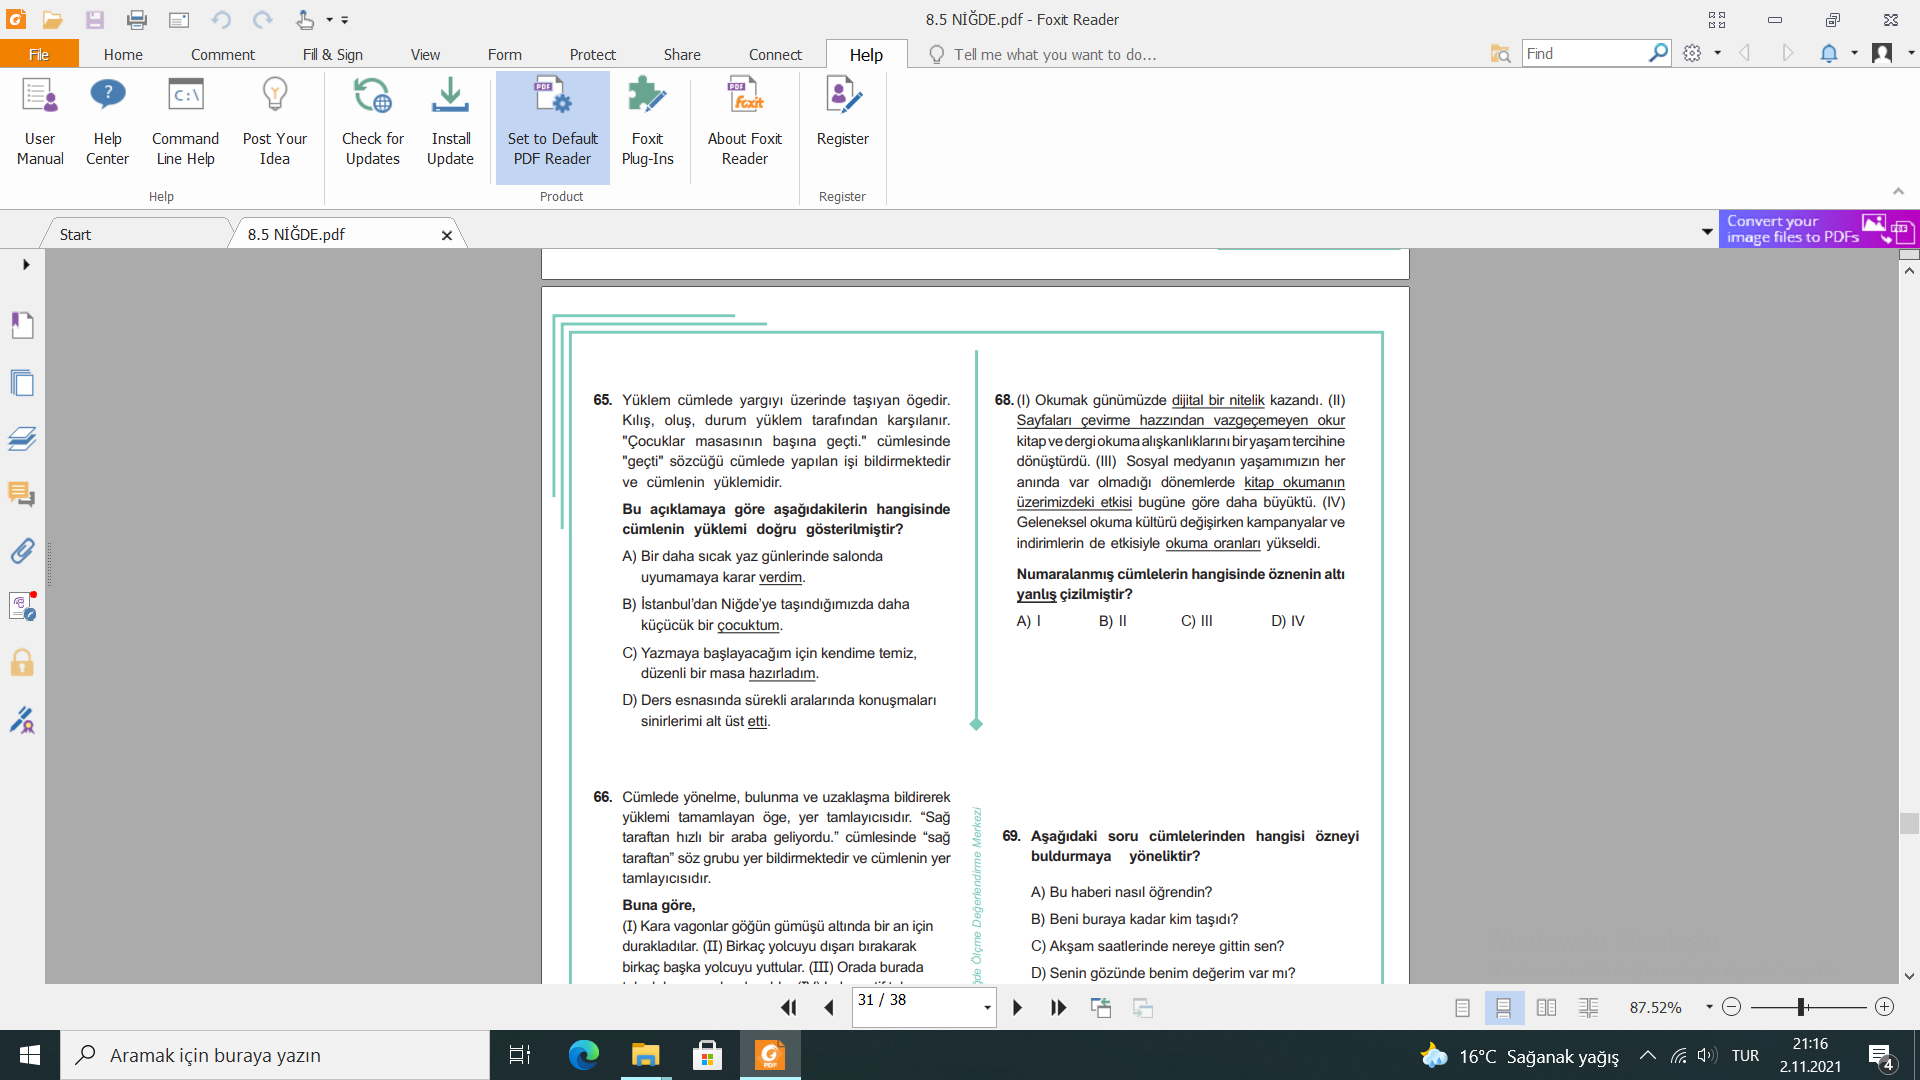 8.5 NİĞDE.pdf - Foxit Reader
File
Home
Comment
Fill & Sign
View
Form
Protect
Share
Connect
Help
Tell me what you want to do...
Find
User Manual
Help Center
Command Line Help
Post Your Idea
Check for Updates
Install Update
Set to Default PDF Reader
Foxit Plug-Ins
About Foxit Reader
Register
Help
Product
Register
Start
8.5 NİĞDE.pdf
Convert your
image files to PDFs
65. Yüklem cümlede yargıyı üzerinde taşıyan ögedir.
Kılış, oluş, durum yüklem tarafından karşılanır.
"Çocuklar masasının başına geçti." cümlesinde
"geçti" sözcüğü cümlede yapılan işi bildirmektedir
ve cümlenin yüklemidir.
Bu açıklamaya göre aşağıdakilerin hangisinde
cümlenin yüklemi doğru gösterilmiştir?
A) Bir daha sıcak yaz günlerinde salonda
uyumamaya karar verdim.
B) İstanbul'dan Niğde'ye taşındığımızda daha
küçücük bir çocuktum.
C) Yazmaya başlayacağım için kendime temiz,
düzenli bir masa hazırladım.
D) Ders esnasında sürekli aralarında konuşmaları
sinirlerimi alt üst etti.
66. Cümlede yönelme, bulunma ve uzaklaşma bildirerek
yüklemi tamamlayan öge, yer tamlayıcısıdır. “Sağ
taraftan hızlı bir araba geliyordu.” cümlesinde “sağ
taraftan” söz grubu yer bildirmektedir ve cümlenin yer
tamlayıcısıdır.
Buna göre,
(I) Kara vagonlar göğün gümüşü altında bir an için
durakladılar. (II) Birkaç yolcuyu dışarı bırakarak
birkaç başka yolcuyu yuttular. (III) Orada burada
68. (I) Okumak günümüzde dijital bir nitelik kazandı. (II)
Sayfaları çevirme hazzından vazgeçemeyen okur
kitap ve dergi okuma alışkanlıklarını bir yaşam tercihine
dönüştürdü. (III) Sosyal medyanın yaşamımızın her
anında var olmadığı dönemlerde kitap okumanın
üzerimizdeki etkisi bugüne göre daha büyüktü. (IV)
Geleneksel okuma kültürü değişirken kampanyalar ve
indirimlerin de etkisiyle okuma oranları yükseldi.
Numaralanmış cümlelerin hangisinde öznenin altı
yanlış çizilmiştir?
A) I B) II C) III D) IV
69. Aşağıdaki soru cümlelerinden hangisi özneyi
buldurmaya yöneliktir?
A) Bu haberi nasıl öğrendin?
B) Beni buraya kadar kim taşıdı?
C) Akşam saatlerinde nereye gittin sen?
D) Senin gözünde benim değerim var mı?
Ölçme Değerlendirme Merkezi
31 / 38
87.52%
Aramak için buraya yazın
16°C Sağanak yağış
TUR
21:16
2.11.2021
4